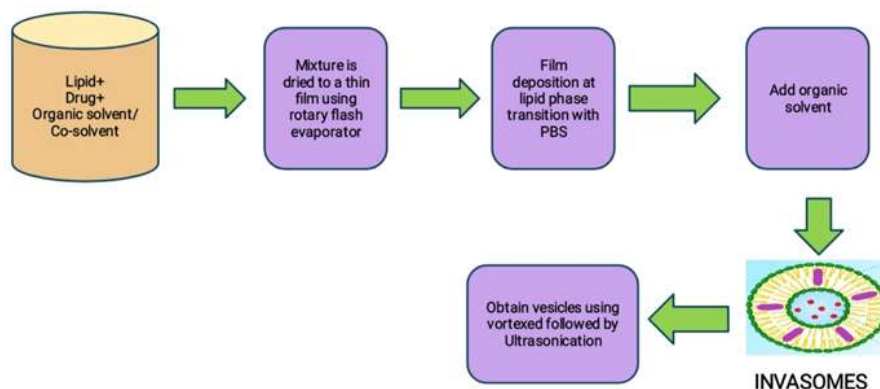 Lipid+
Drug+
Organic solvent/
Co-solvent
Mixture is
dried to a thin
film using
rotary flash
evaporator
Film
deposition at
lipid phase
transition with
PBS
Add organic
solvent
INVASOMES
Obtain vesicles using
vortexed followed by
Ultrasonication